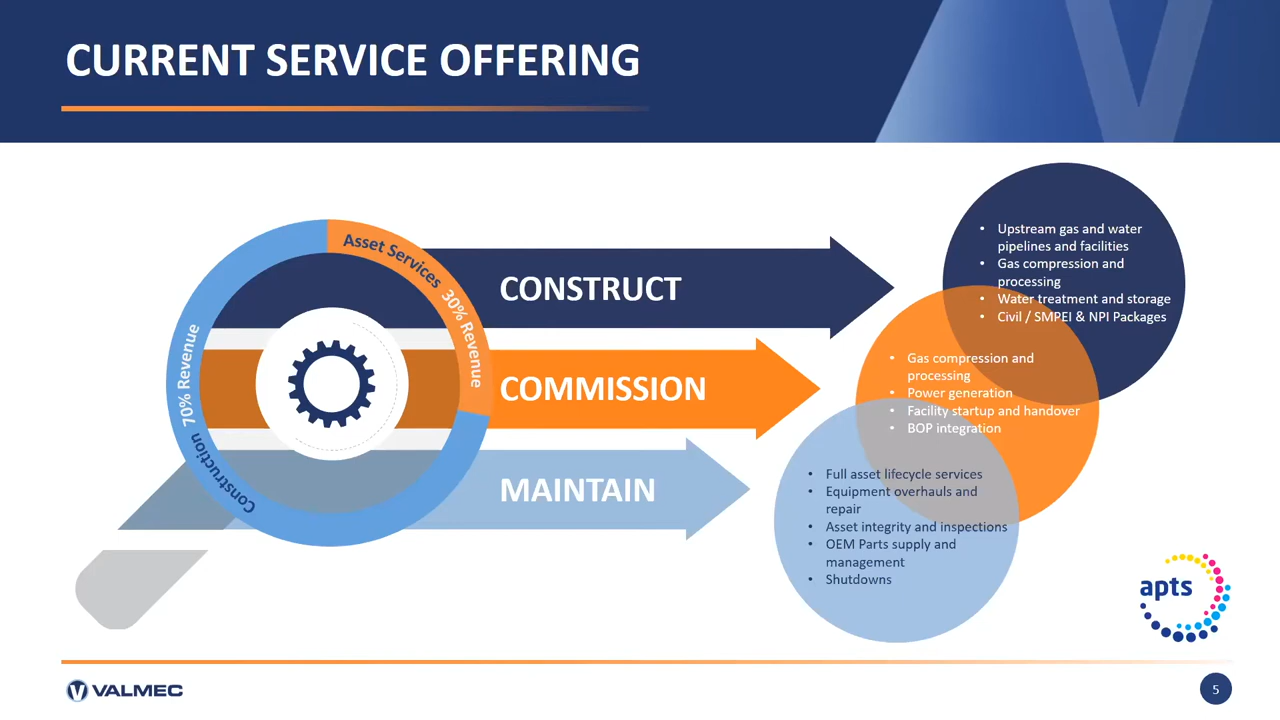 CURRENT SERVICE OFFERING
Asset Services 30% Revenue
Construction 70% Revenue
CONSTRUCT
COMMISSION
MAINTAIN
• Upstream gas and water
pipelines and facilities
• Gas compression and
processing
• Water treatment and storage
• Civil / SMPEI & NPI Packages
• Gas compression and
processing
• Power generation
• Facility startup and handover
• BOP integration
• Full asset lifecycle services
• Equipment overhauls and
repair
• Asset integrity and inspections
• OEM Parts supply and
management
• Shutdowns
apts
VALMEC
5